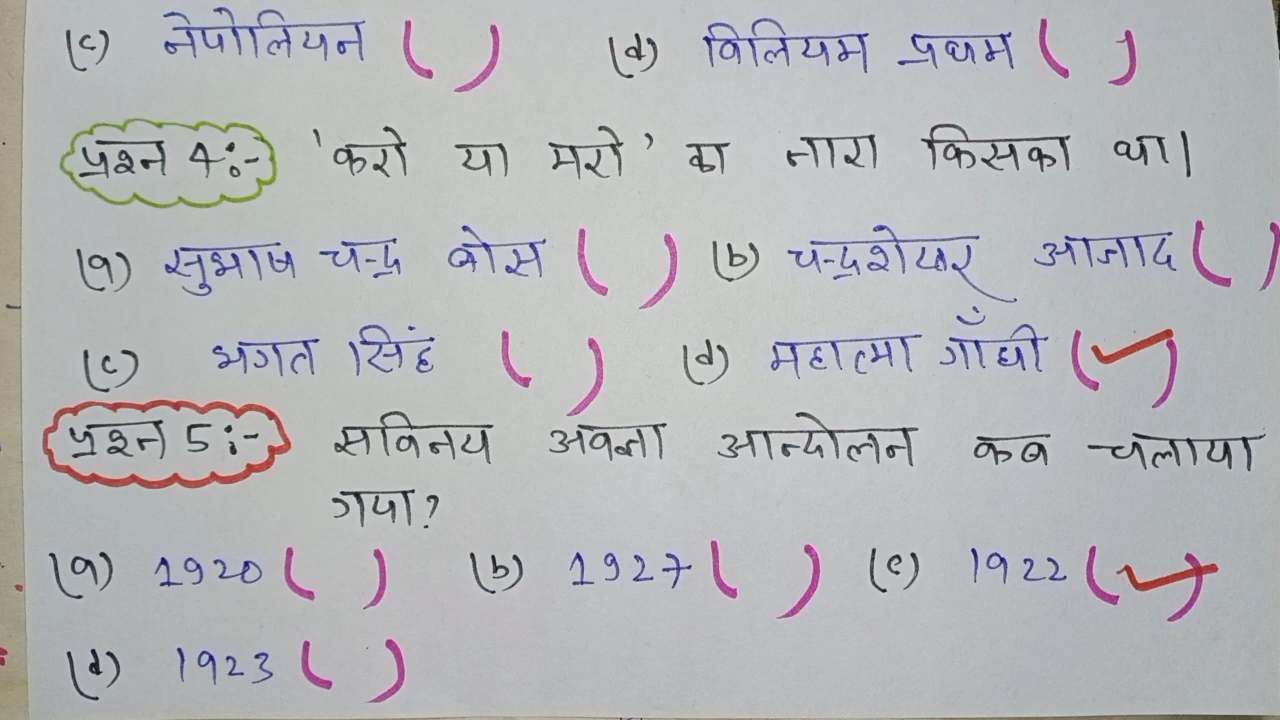 (c) नेपोलियन ( ) (d) विलियम प्रथम ( )
प्रश्न 4:- 'करो या मरो' का नारा किसका था।
(a) सुभाष चन्द्र बोस ( ) (b) चन्द्रशेखर आजाद ( )
(c) भगत सिंह ( ) (d) महात्मा गाँधी (✓)
प्रश्न 5:- सविनय अवज्ञा आन्दोलन कब चलाया
गया?
(a) 1920 ( ) (b) 1927 ( ) (c) 1922 (✓)
(d) 1923 ( )